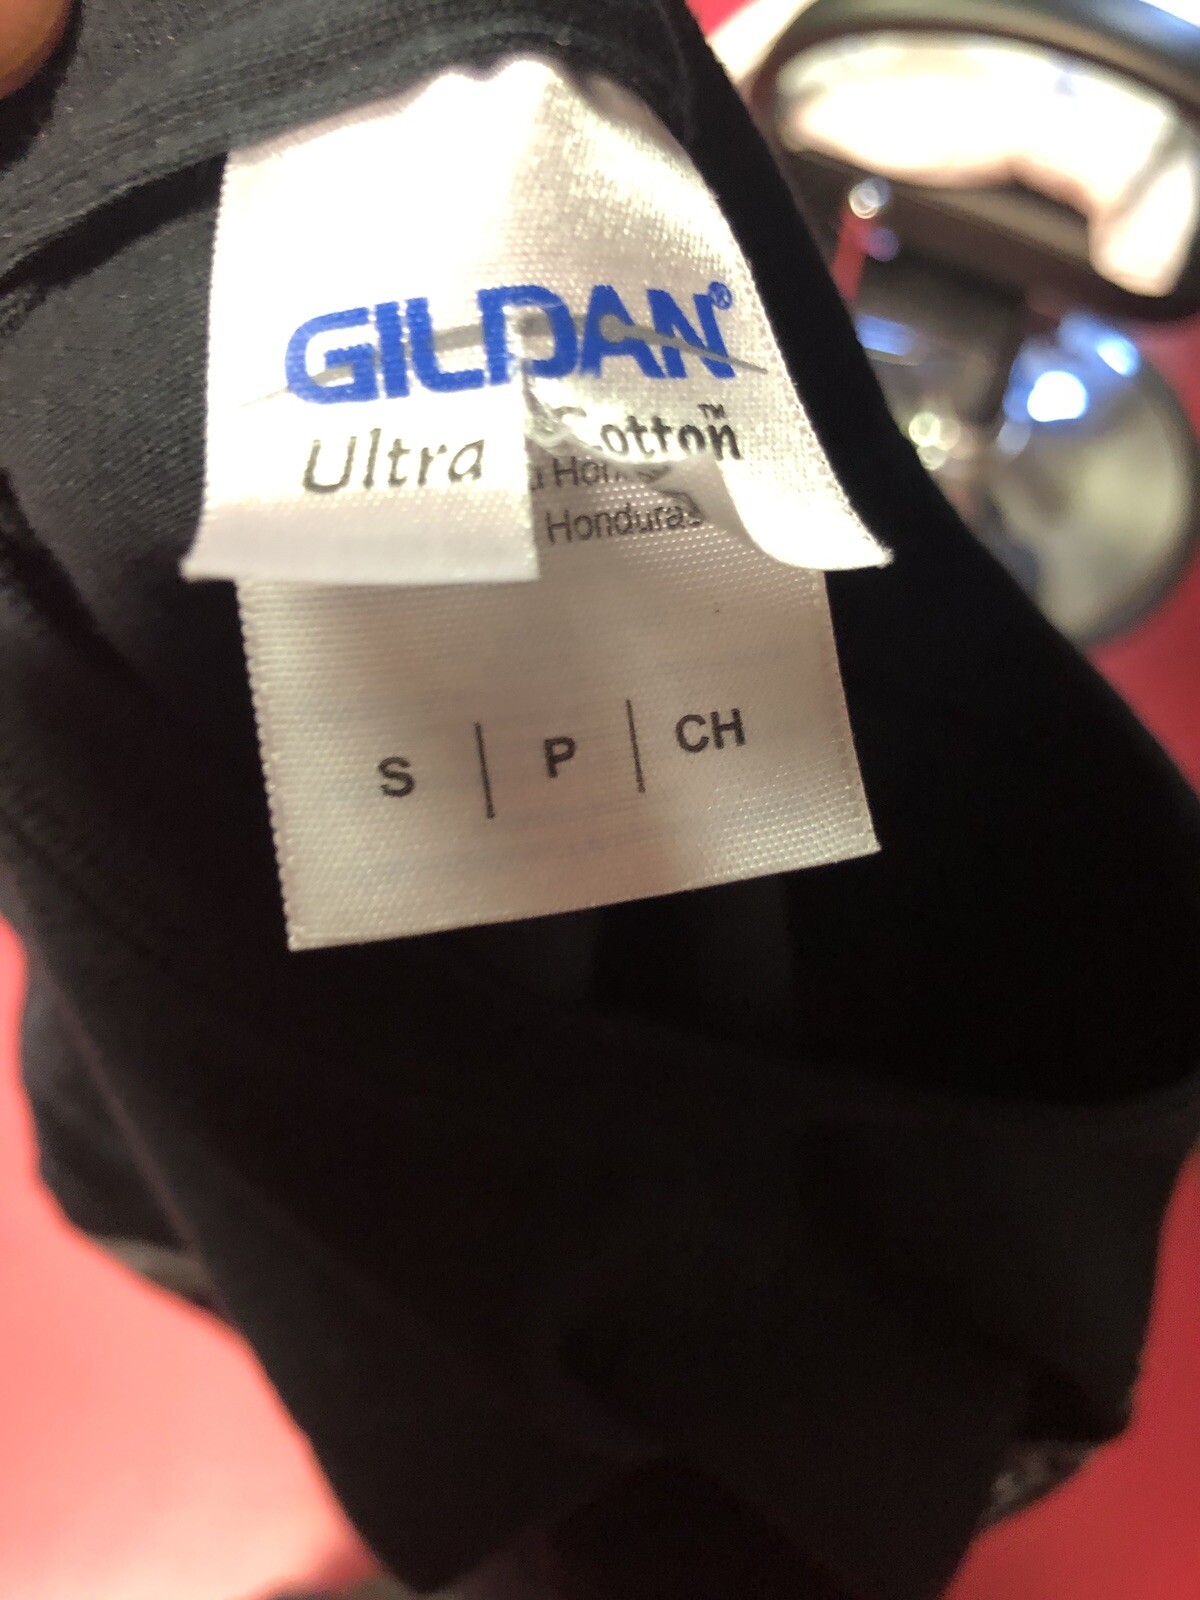 GILDAN®
Ultra Cotton™
Honduras
S | P | CH